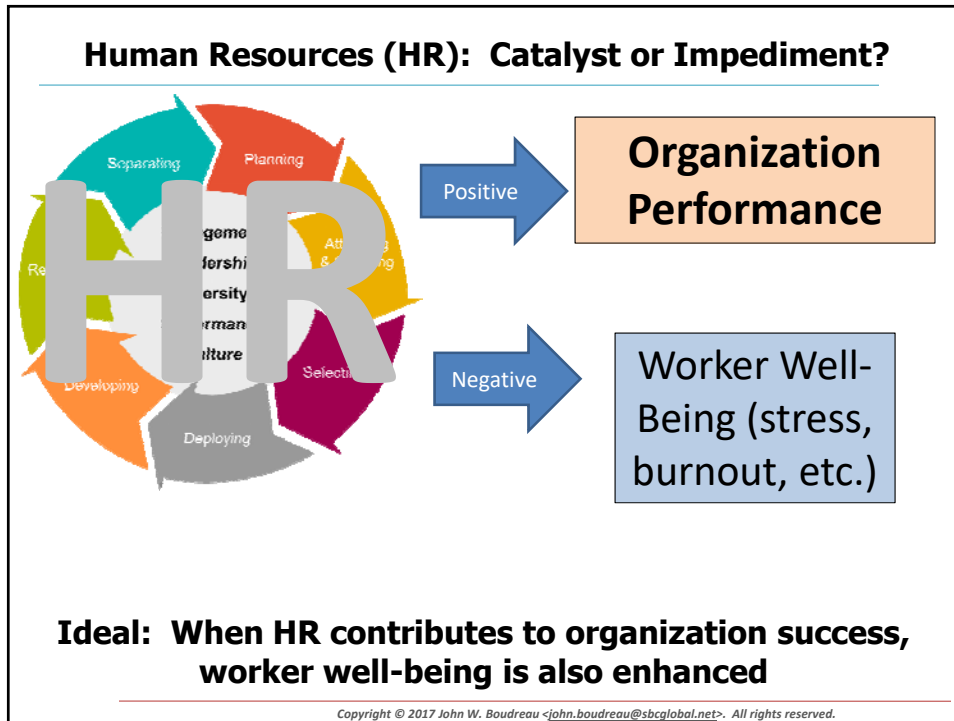 Human Resources (HR): Catalyst or Impediment?
Separating
Planning
HR
Developing
Deploying
Positive
Organization
Performance
Negative
Worker Well-
Being (stress,
burnout, etc.)
Ideal: When HR contributes to organization success,
worker well-being is also enhanced
Copyright © 2017 John W. Boudreau <john.boudreau@sbcglobal.net>. All rights reserved.